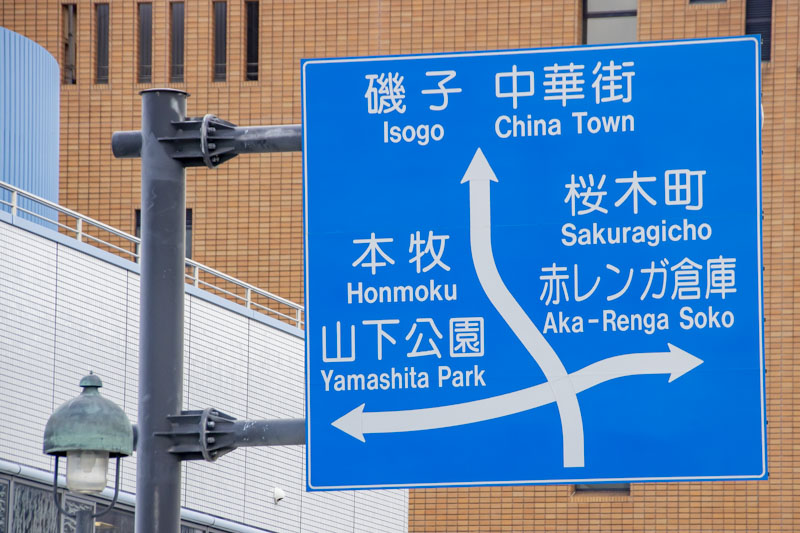 磯子 中華街
Isogo China Town
桜木町
Sakuragicho
本牧
Honmoku
赤レンガ倉庫
Aka-Renga Soko
山下公園
Yamashita Park